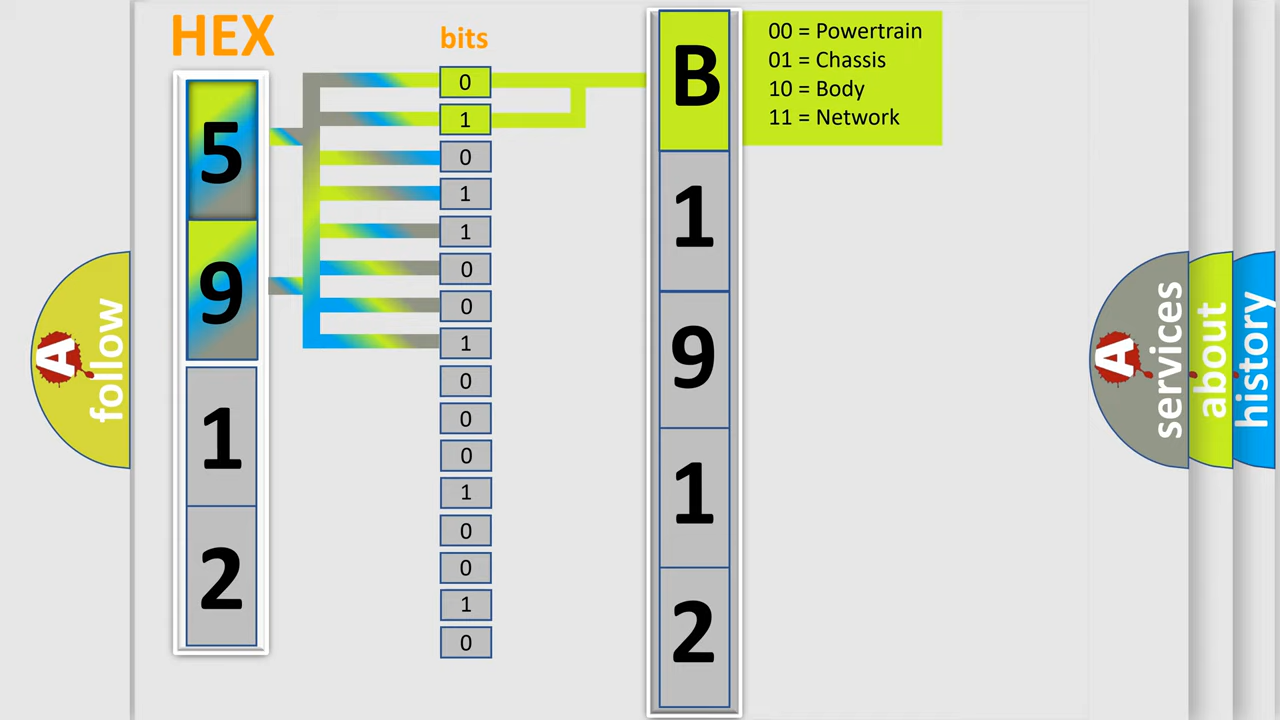 HEX
bits
5
9
1
2
0
1
0
1
1
0
0
1
0
0
0
1
0
0
1
0
B
1
9
1
2
00 = Powertrain
01 = Chassis
10 = Body
11 = Network
A
follow
A
services
about
history